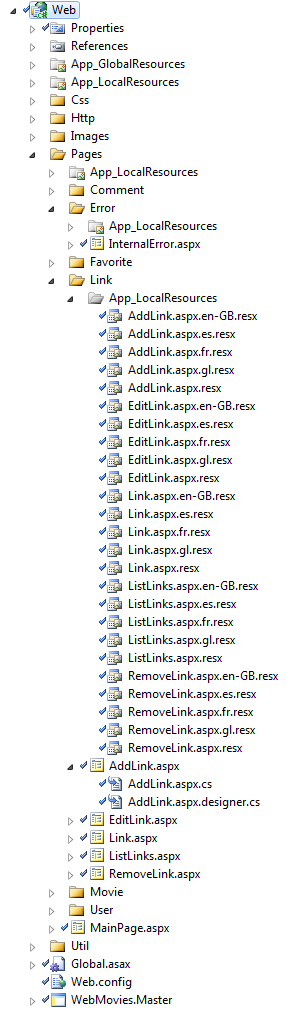 Web
Properties
References
App_GlobalResources
App_LocalResources
Css
Http
Images
Pages
App_LocalResources
Comment
Error
App_LocalResources
InternalError.aspx
Favorite
Link
App_LocalResources
AddLink.aspx.en-GB.resx
AddLink.aspx.es.resx
AddLink.aspx.fr.resx
AddLink.aspx.gl.resx
AddLink.aspx.resx
EditLink.aspx.en-GB.resx
EditLink.aspx.es.resx
EditLink.aspx.fr.resx
EditLink.aspx.gl.resx
EditLink.aspx.resx
Link.aspx.en-GB.resx
Link.aspx.es.resx
Link.aspx.fr.resx
Link.aspx.gl.resx
Link.aspx.resx
ListLinks.aspx.en-GB.resx
ListLinks.aspx.es.resx
ListLinks.aspx.fr.resx
ListLinks.aspx.gl.resx
ListLinks.aspx.resx
RemoveLink.aspx.en-GB.resx
RemoveLink.aspx.es.resx
RemoveLink.aspx.fr.resx
RemoveLink.aspx.gl.resx
RemoveLink.aspx.resx
AddLink.aspx
AddLink.aspx.cs
AddLink.aspx.designer.cs
EditLink.aspx
Link.aspx
ListLinks.aspx
RemoveLink.aspx
Movie
User
MainPage.aspx
Util
Global.asax
Web.config
WebMovies.Master